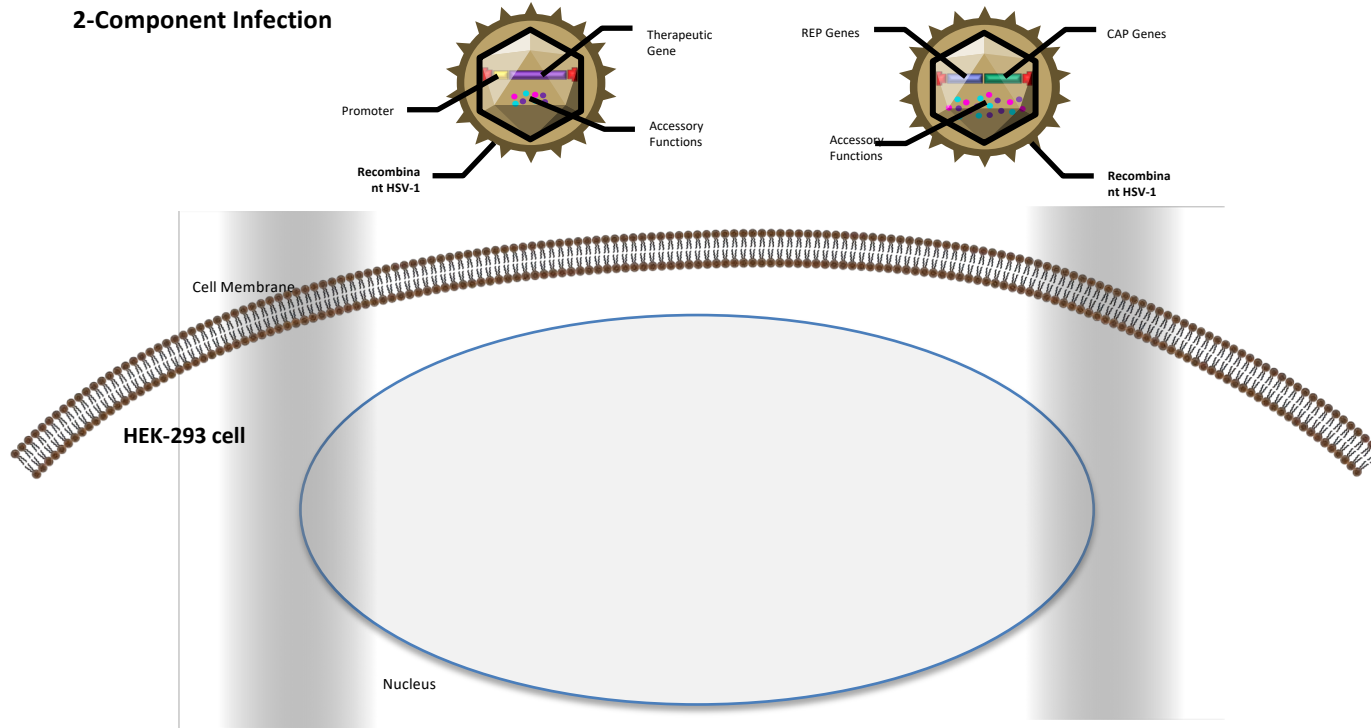 2-Component Infection
Therapeutic
Gene
Promoter
Accessory
Functions
Recombina
nt HSV-1
REP Genes
CAP Genes
Accessory
Functions
Recombina
nt HSV-1
Cell Membrane
HEK-293 cell
Nucleus